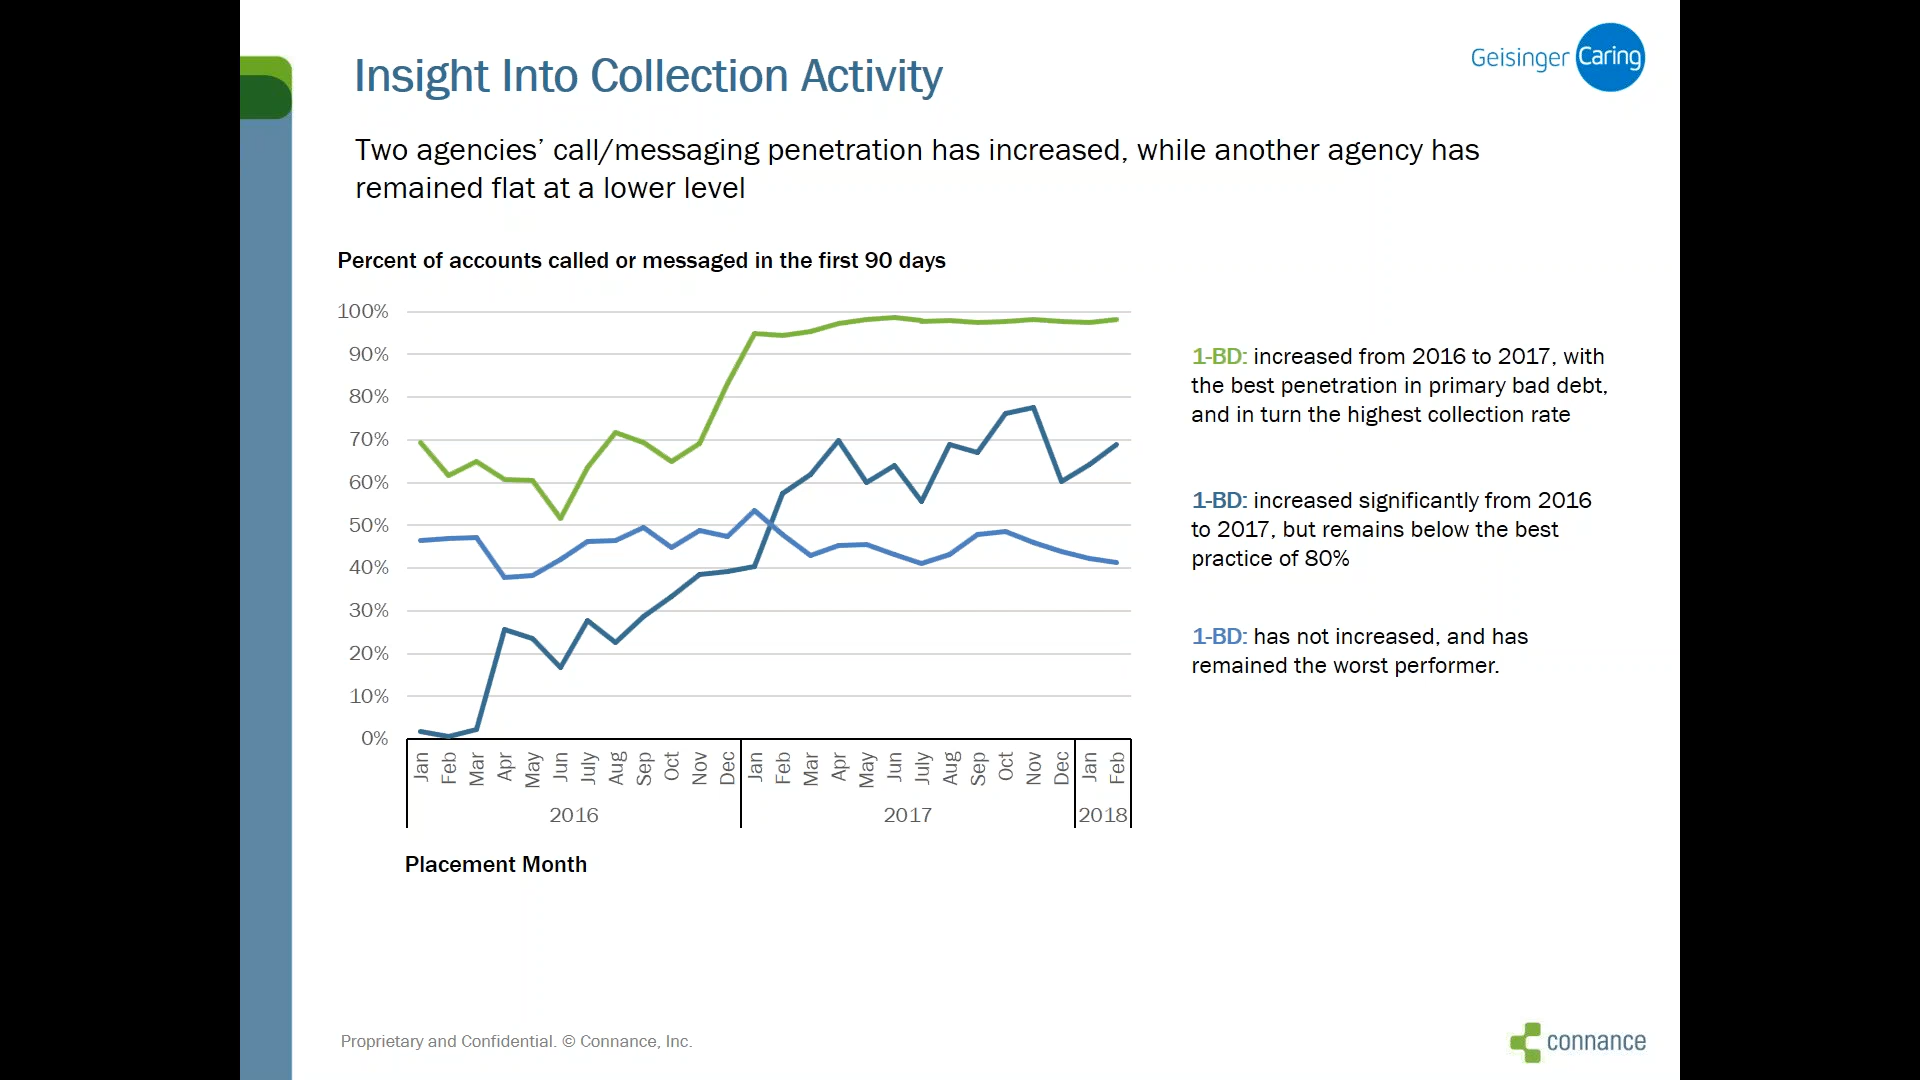 Insight Into Collection Activity
Geisinger Caring
Two agencies’ call/messaging penetration has increased, while another agency has
remained flat at a lower level
Percent of accounts called or messaged in the first 90 days
100%
90%
80%
70%
60%
50%
40%
30%
20%
10%
0%
Jan Feb Mar Apr May Jun July Aug Sep Oct Nov Dec Jan Feb Mar Apr May Jun July Aug Sep Oct Nov Dec Jan Feb
2016 2017 2018
Placement Month
1-BD: increased from 2016 to 2017, with
the best penetration in primary bad debt,
and in turn the highest collection rate
1-BD: increased significantly from 2016
to 2017, but remains below the best
practice of 80%
1-BD: has not increased, and has
remained the worst performer.
Proprietary and Confidential. © Connance, Inc.
connance